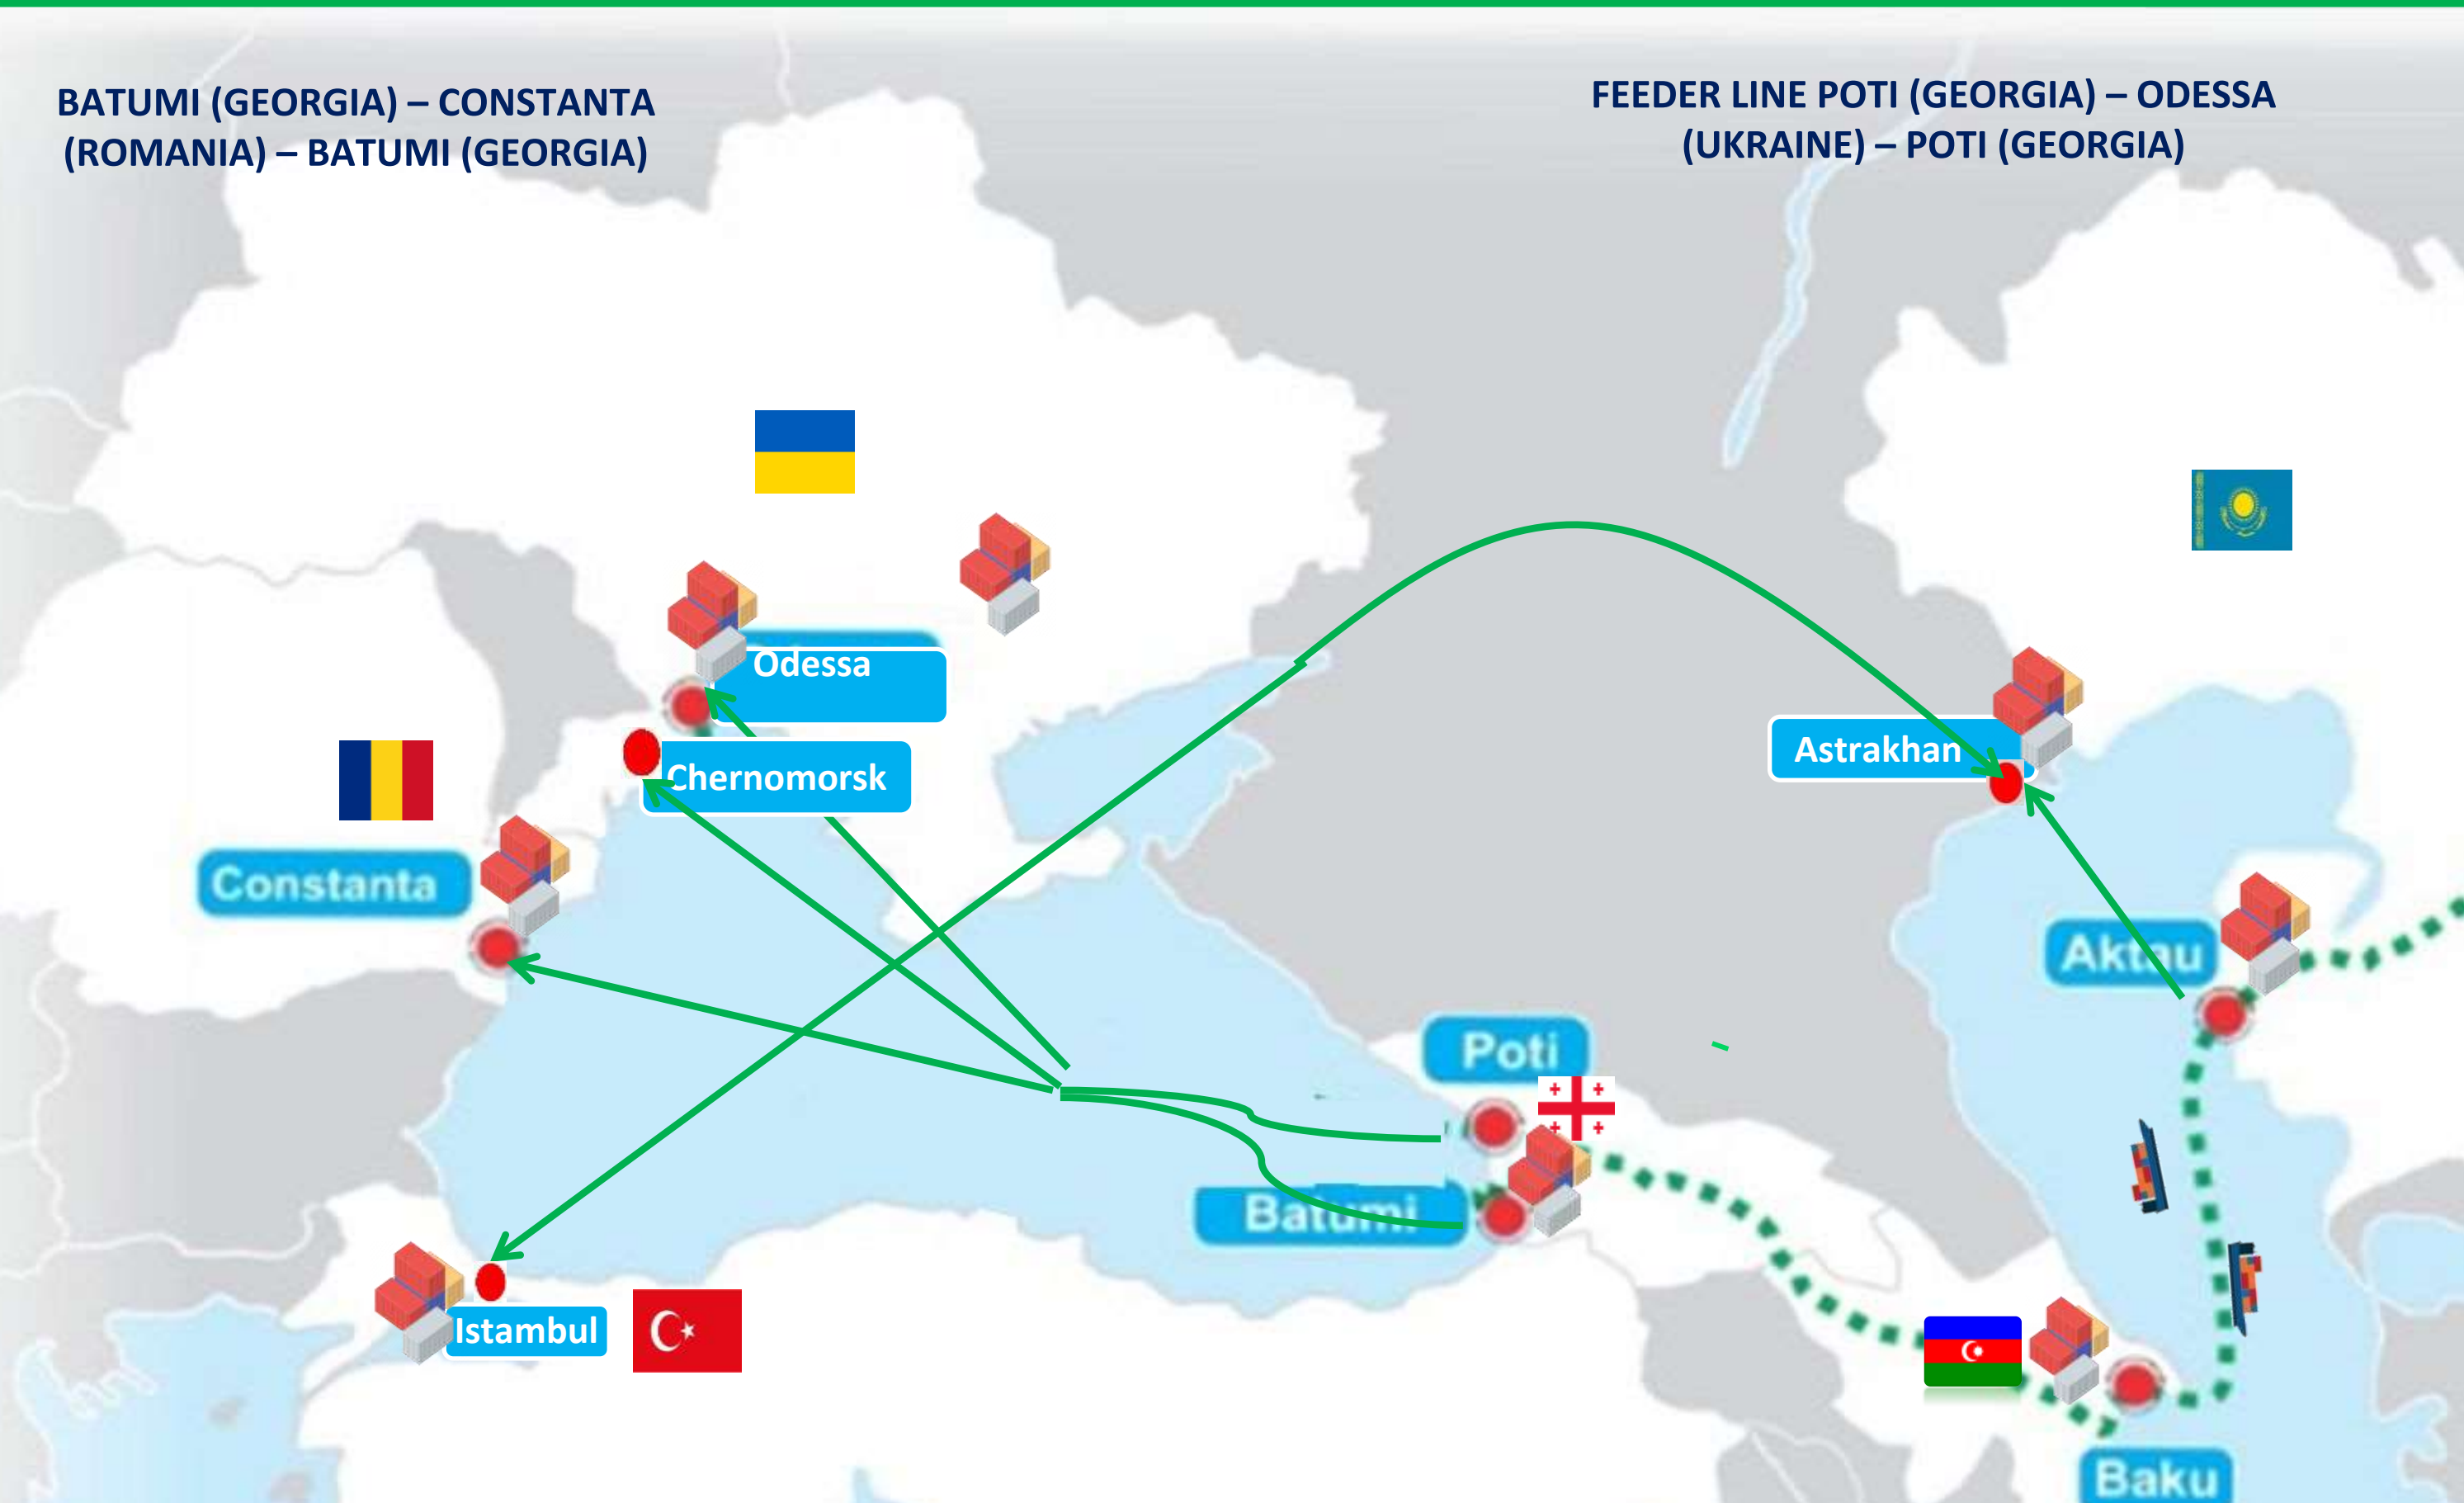 BATUMI (GEORGIA) – CONSTANTA
(ROMANIA) – BATUMI (GEORGIA)
FEEDER LINE POTI (GEORGIA) – ODESSA
(UKRAINE) – POTI (GEORGIA)
Odessa
Chernomorsk
Astrakhan
Constanta
Aktau
Poti
Batumi
Istambul
Baku